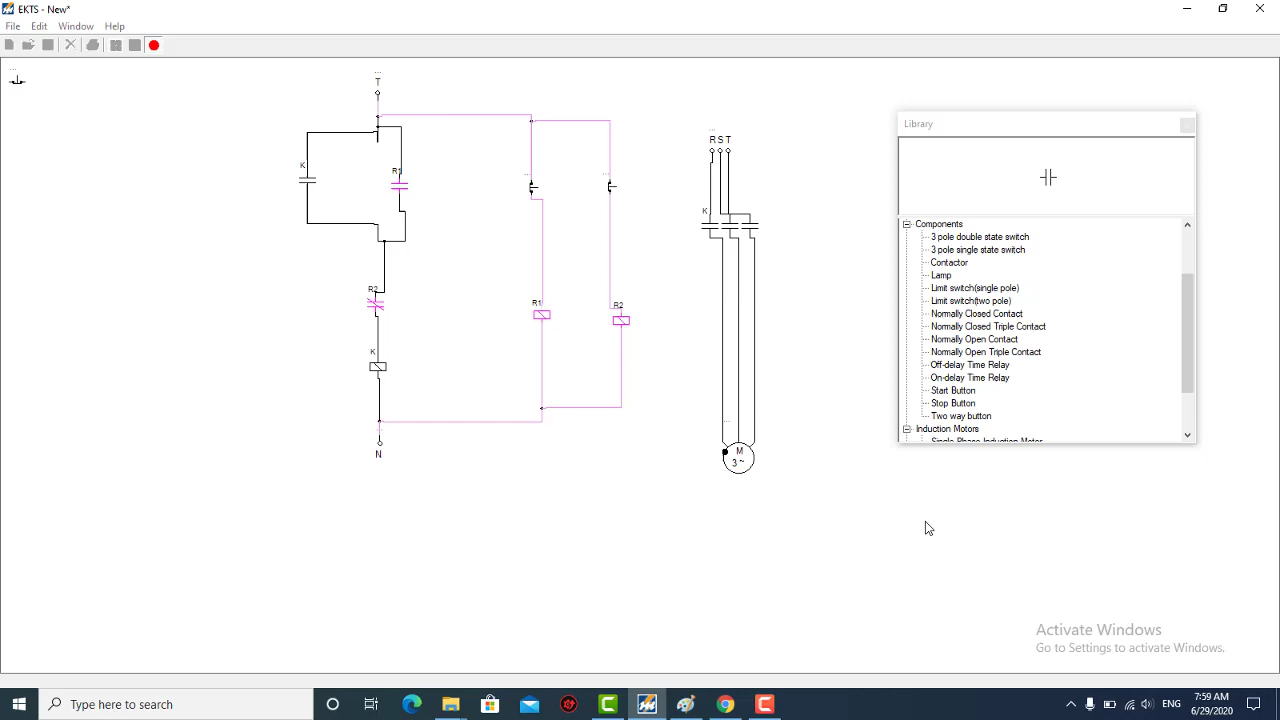 EKTS - New*
File Edit Window Help
...
...
T
K
R1
R2
K
N
...
...
R1
R2
...
R S T
K
...
M
3 ~
Library
Components
3 pole double state switch
3 pole single state switch
Contactor
Lamp
Limit switch(single pole)
Limit switch(two pole)
Normally Closed Contact
Normally Closed Triple Contact
Normally Open Contact
Normally Open Triple Contact
Off-delay Time Relay
On-delay Time Relay
Start Button
Stop Button
Two way button
Induction Motors
Single Phase Induction Motor
Activate Windows
Go to Settings to activate Windows.
Type here to search
ENG
7:59 AM
6/29/2020